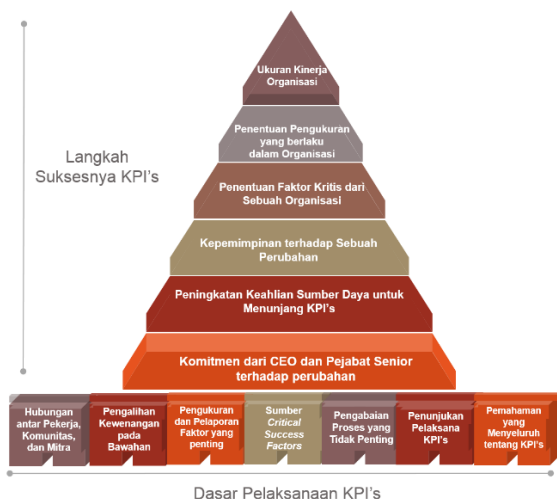 Ukuran Kinerja
Organisasi
Penentuan Pengukuran
yang berlaku
dalam Organisasi
Langkah
Suksesnya KPI's
Penentuan Faktor Kritis dari
Sebuah Organisasi
Kepemimpinan terhadap Sebuah
Perubahan
Peningkatan Keahlian Sumber Daya untuk
Menunjang KPI's
Komitmen dari CEO dan Pejabat Senior
terhadap perubahan
Hubungan
antar Pekerja,
Komunitas,
dan Mitra
Pengalihan
Kewenangan
pada
Bawahan
Pengukuran
dan Pelaporan
Faktor yang
penting
Sumber
Critical
Success
Factors
Pengabaian
Proses yang
Tidak Penting
Penunjukan
Pelaksana
KPI's
Pemahaman
yang
Menyeluruh
tentang KPI's
Dasar Pelaksanaan KPI's